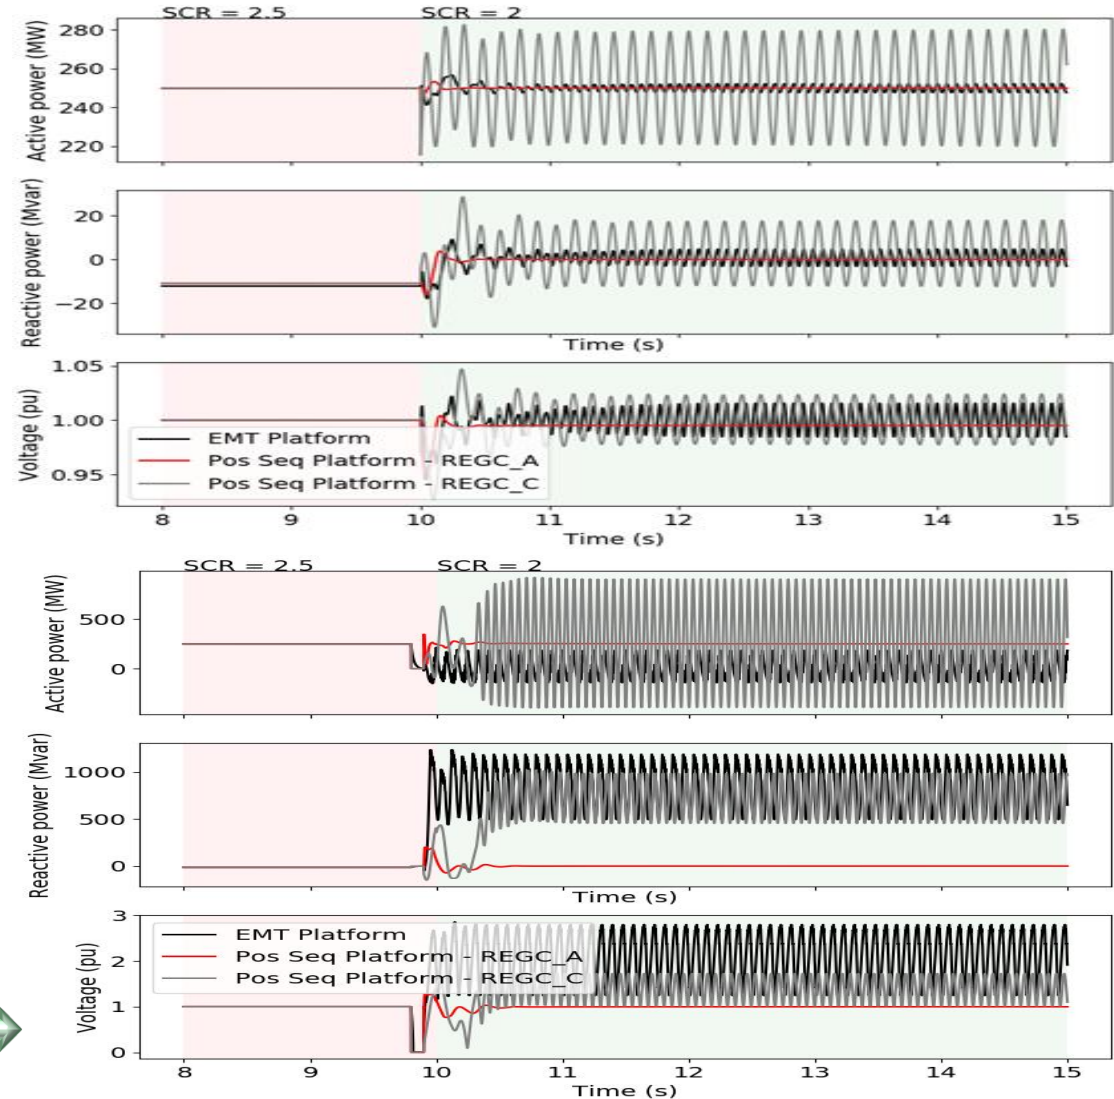 SCR = 2.5 SCR = 2
Active power (MW)
280
260
240
220
Reactive power (Mvar)
20
0
−20
Time (s)
Voltage (pu)
1.05
1.00
0.95
EMT Platform
Pos Seq Platform - REGC_A
Pos Seq Platform - REGC_C
8 9 10 11 12 13 14 15
Time (s)
SCR = 2.5 SCR = 2
Active power (MW)
500
0
Reactive power (Mvar)
1000
500
0
Time (s)
Voltage (pu)
3
2
1
0
EMT Platform
Pos Seq Platform - REGC_A
Pos Seq Platform - REGC_C
8 9 10 11 12 13 14 15
Time (s)